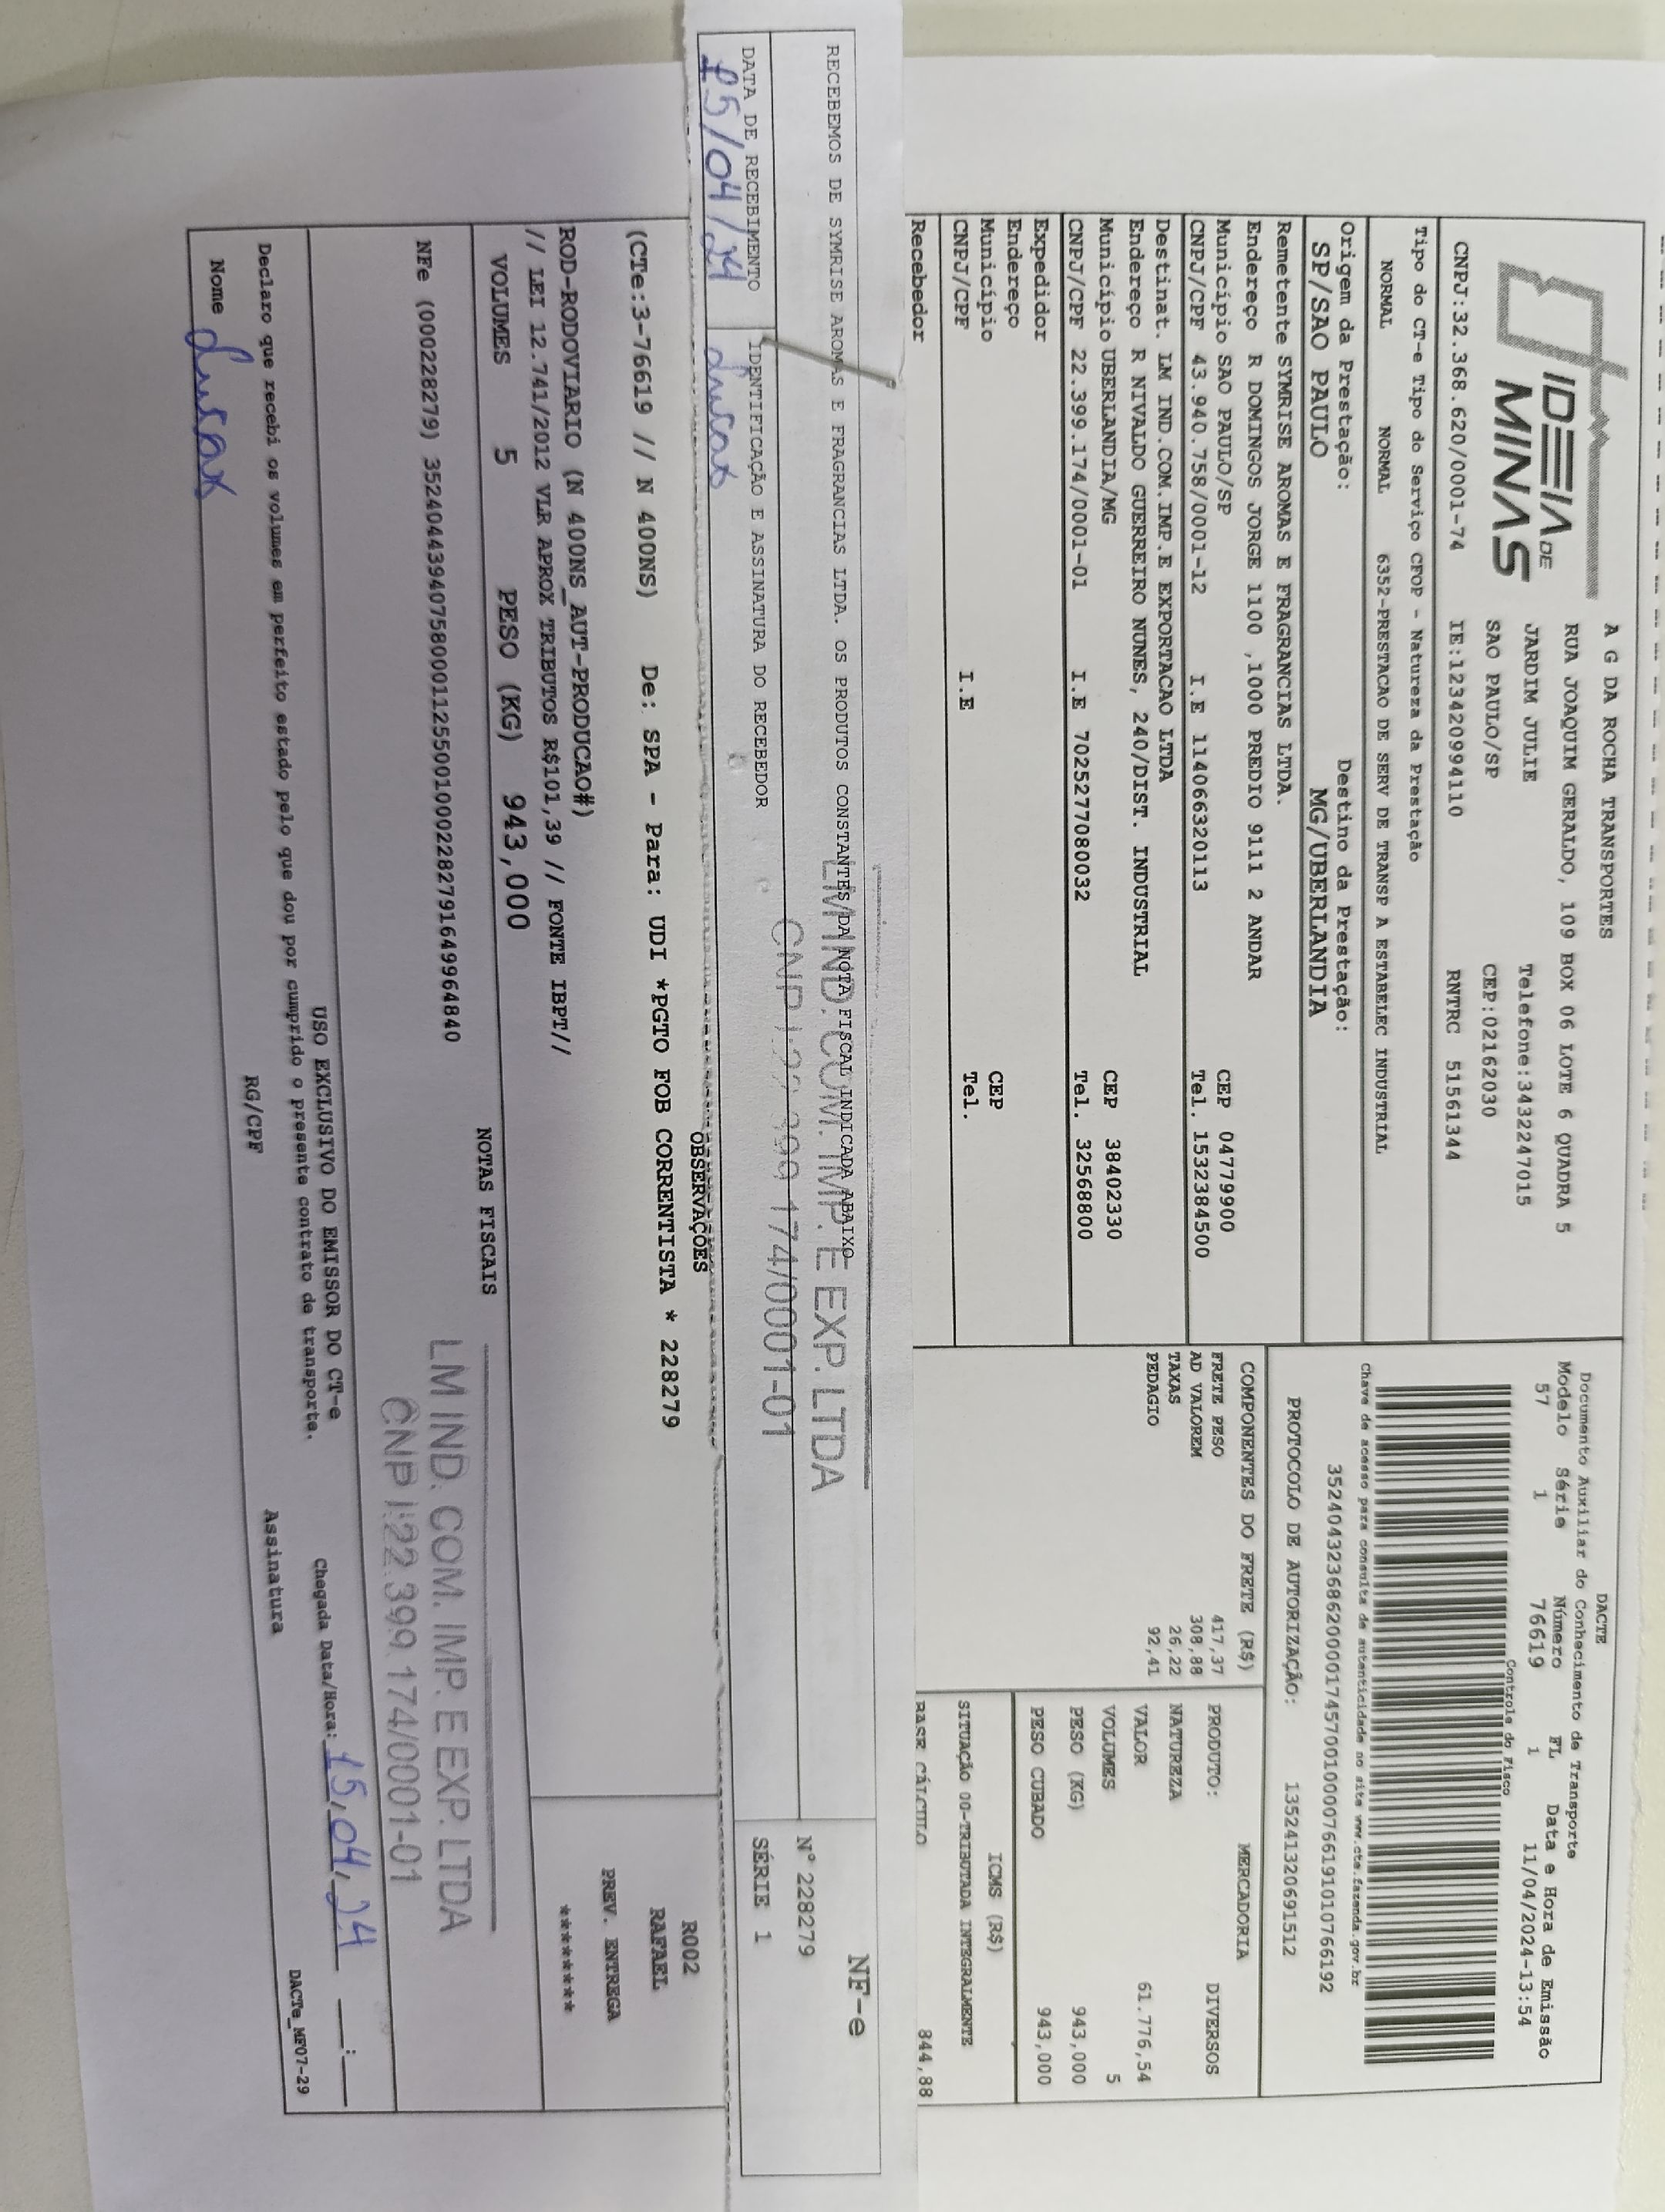 IDEIA DE
MINAS
A G DA ROCHA TRANSPORTES
RUA JOAQUIM GERALDO, 109 BOX 06 LOTE 6 QUADRA 5
JARDIM JULIE Telefone:3432247015
SAO PAULO/SP CEP:02162030
CNPJ:32.368.620/0001-74 IE:123420994110 RNTRC 51561344
Tipo do CT-e Tipo do Serviço CFOP - Natureza da Prestação
NORMAL NORMAL 6352-PRESTACAO DE SERV DE TRANSP A ESTABELEC INDUSTRIAL
Origem da Prestação: Destino da Prestação:
SP/SAO PAULO MG/UBERLANDIA
Remetente SYMRISE AROMAS E FRAGRANCIAS LTDA.
Endereço R DOMINGOS JORGE 1100 ,1000 PREDIO 9111 2 ANDAR
Município SAO PAULO/SP CEP 04779900
CNPJ/CPF 43.940.758/0001-12 I.E 114066320113 Tel. 1532384500
Destinat. LM IND.COM.IMP.E EXPORTACAO LTDA
Endereço R NIVALDO GUERREIRO NUNES, 240/DIST. INDUSTRIAL
Município UBERLANDIA/MG CEP 38402330
CNPJ/CPF 22.399.174/0001-01 I.E 7025277080032 Tel. 32568800
Expedidor
Endereço
Município CEP
CNPJ/CPF I.E Tel.
Recebedor
DACTE
Documento Auxiliar do Conhecimento de Transporte
Modelo Série Número FL Data e Hora de Emissão
57 1 76619 1 11/04/2024-13:54
Controle do Fisco
Chave de acesso para consulta de autenticidade no site www.cte.fazenda.gov.br
35240432368620000174570010000766191010766192
PROTOCOLO DE AUTORIZAÇÃO: 135241320691512
COMPONENTES DO FRETE (R$)
FRETE PESO 417,37
AD VALOREM 308,88
TAXAS 26,22
PEDAGIO 92,41
MERCADORIA
PRODUTO: DIVERSOS
NATUREZA
VALOR 61.776,54
VOLUMES 5
PESO (KG) 943,000
PESO CUBADO 943,000
ICMS (R$)
SITUAÇÃO 00-TRIBUTADA INTEGRALMENTE
BASE CÁLCULO 844,88
RECEBEMOS DE SYMRISE AROMAS E FRAGRANCIAS LTDA. OS PRODUTOS CONSTANTES DA NOTA FISCAL INDICADA ABAIXO
LM IND. COM. IMP. E EXP. LTDA
CNPJ:22.399.174/0001-01
DATA DE RECEBIMENTO IDENTIFICAÇÃO E ASSINATURA DO RECEBEDOR
15/04/24 Lucas
NF-e
N° 228279
SÉRIE 1
OBSERVAÇÕES
(CTe:3-76619 // N 400NS) De: SPA - Para: UDI *PGTO FOB CORRENTISTA * 228279
ROD-RODOVIARIO (N 400NS_AUT-PRODUCAO#)
// LEI 12.741/2012 VLR APROX TRIBUTOS R$101,39 // FONTE IBPT//
R002
RAFAEL
PREV. ENTREGA
*******
VOLUMES 5 PESO (KG) 943,000
NOTAS FISCAIS
NFe (000228279) 35240443940758000112550010002282791649964840
LM IND. COM. IMP. E EXP. LTDA
CNPJ:22.399.174/0001-01
USO EXCLUSIVO DO EMISSOR DO CT-e
Declaro que recebi os volumes em perfeito estado pelo que dou por cumprido o presente contrato de transporte.
Chegada Data/Hora: 15,04,24 __:__
Nome Lucas RG/CPF Assinatura
DACTe_MF07-29